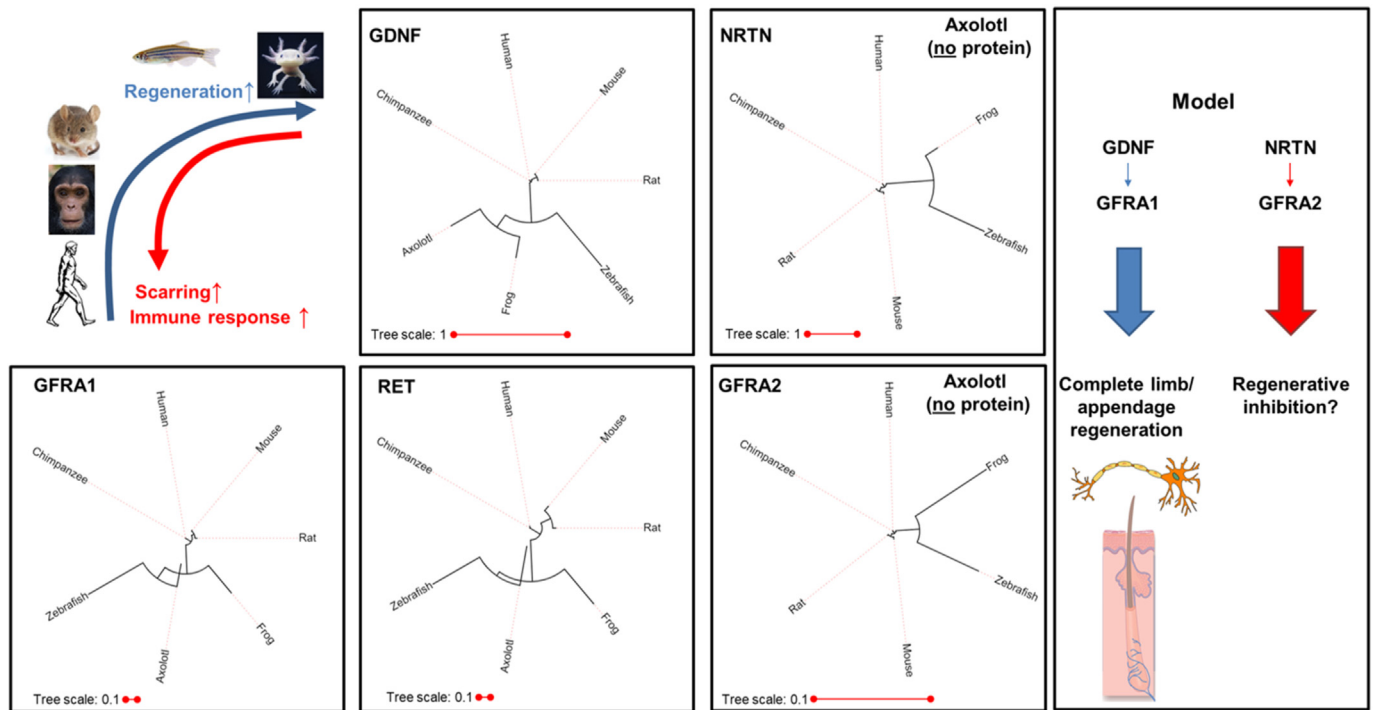 Regeneration↑
Scarring↑
Immune response ↑
GDNF
Human
Mouse
Chimpanzee
Rat
Axolotl
Frog
Zebrafish
Tree scale: 1
NRTN
Axolotl
(no protein)
Human
Chimpanzee
Frog
Zebrafish
Rat
Mouse
Tree scale: 1
GFRA1
Human
Mouse
Chimpanzee
Rat
Zebrafish
Axolotl
Frog
Tree scale: 0.1
RET
Human
Mouse
Chimpanzee
Rat
Zebrafish
Axolotl
Frog
Tree scale: 0.1
GFRA2
Axolotl
(no protein)
Human
Chimpanzee
Frog
Zebrafish
Rat
Mouse
Tree scale: 0.1
Model
GDNF
GFRA1
Complete limb/
appendage
regeneration
NRTN
GFRA2
Regenerative
inhibition?